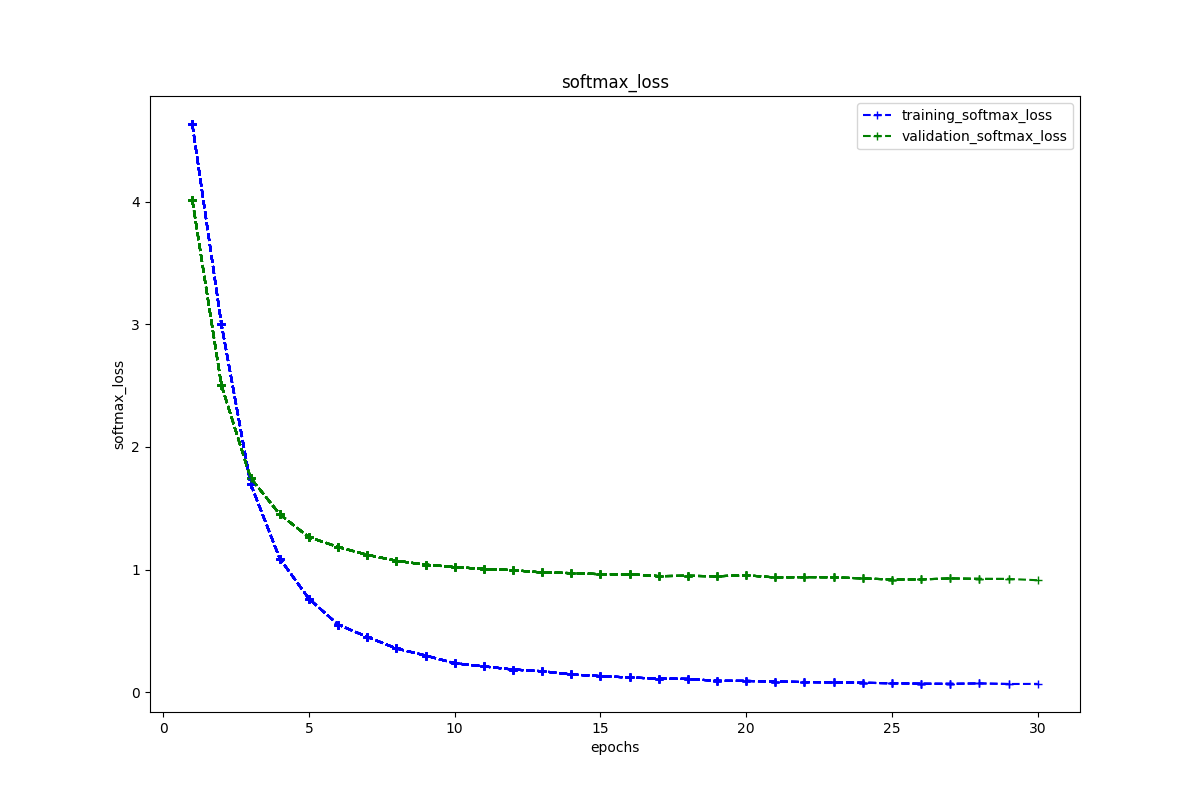 softmax_loss
training_softmax_loss
validation_softmax_loss
softmax_loss
4
3
2
1
0
0 5 10 15 20 25 30
epochs